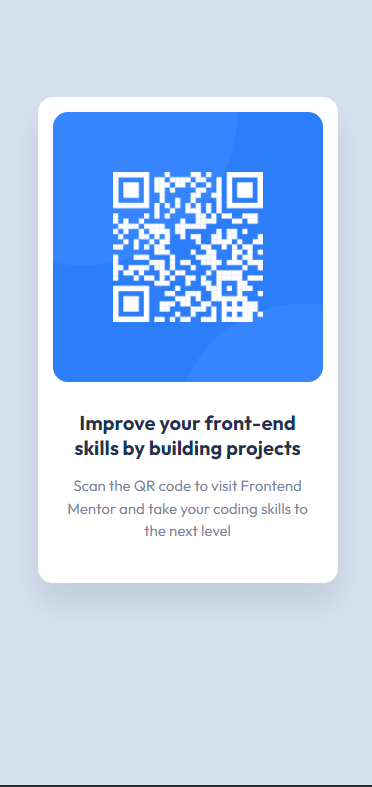 Improve your front-end
skills by building projects
Scan the QR code to visit Frontend
Mentor and take your coding skills to
the next level